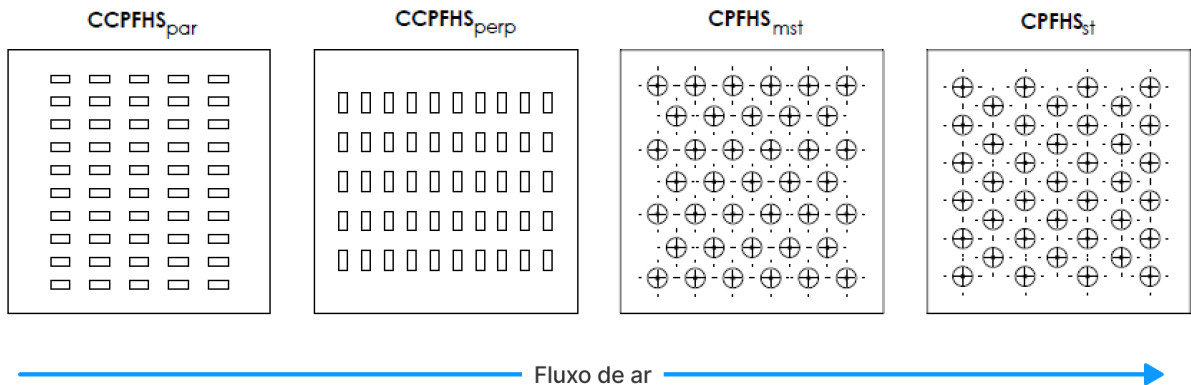 CCPFHSpar
CCPFHSperp
CPFHSmst
CPFHSst
Fluxo de ar